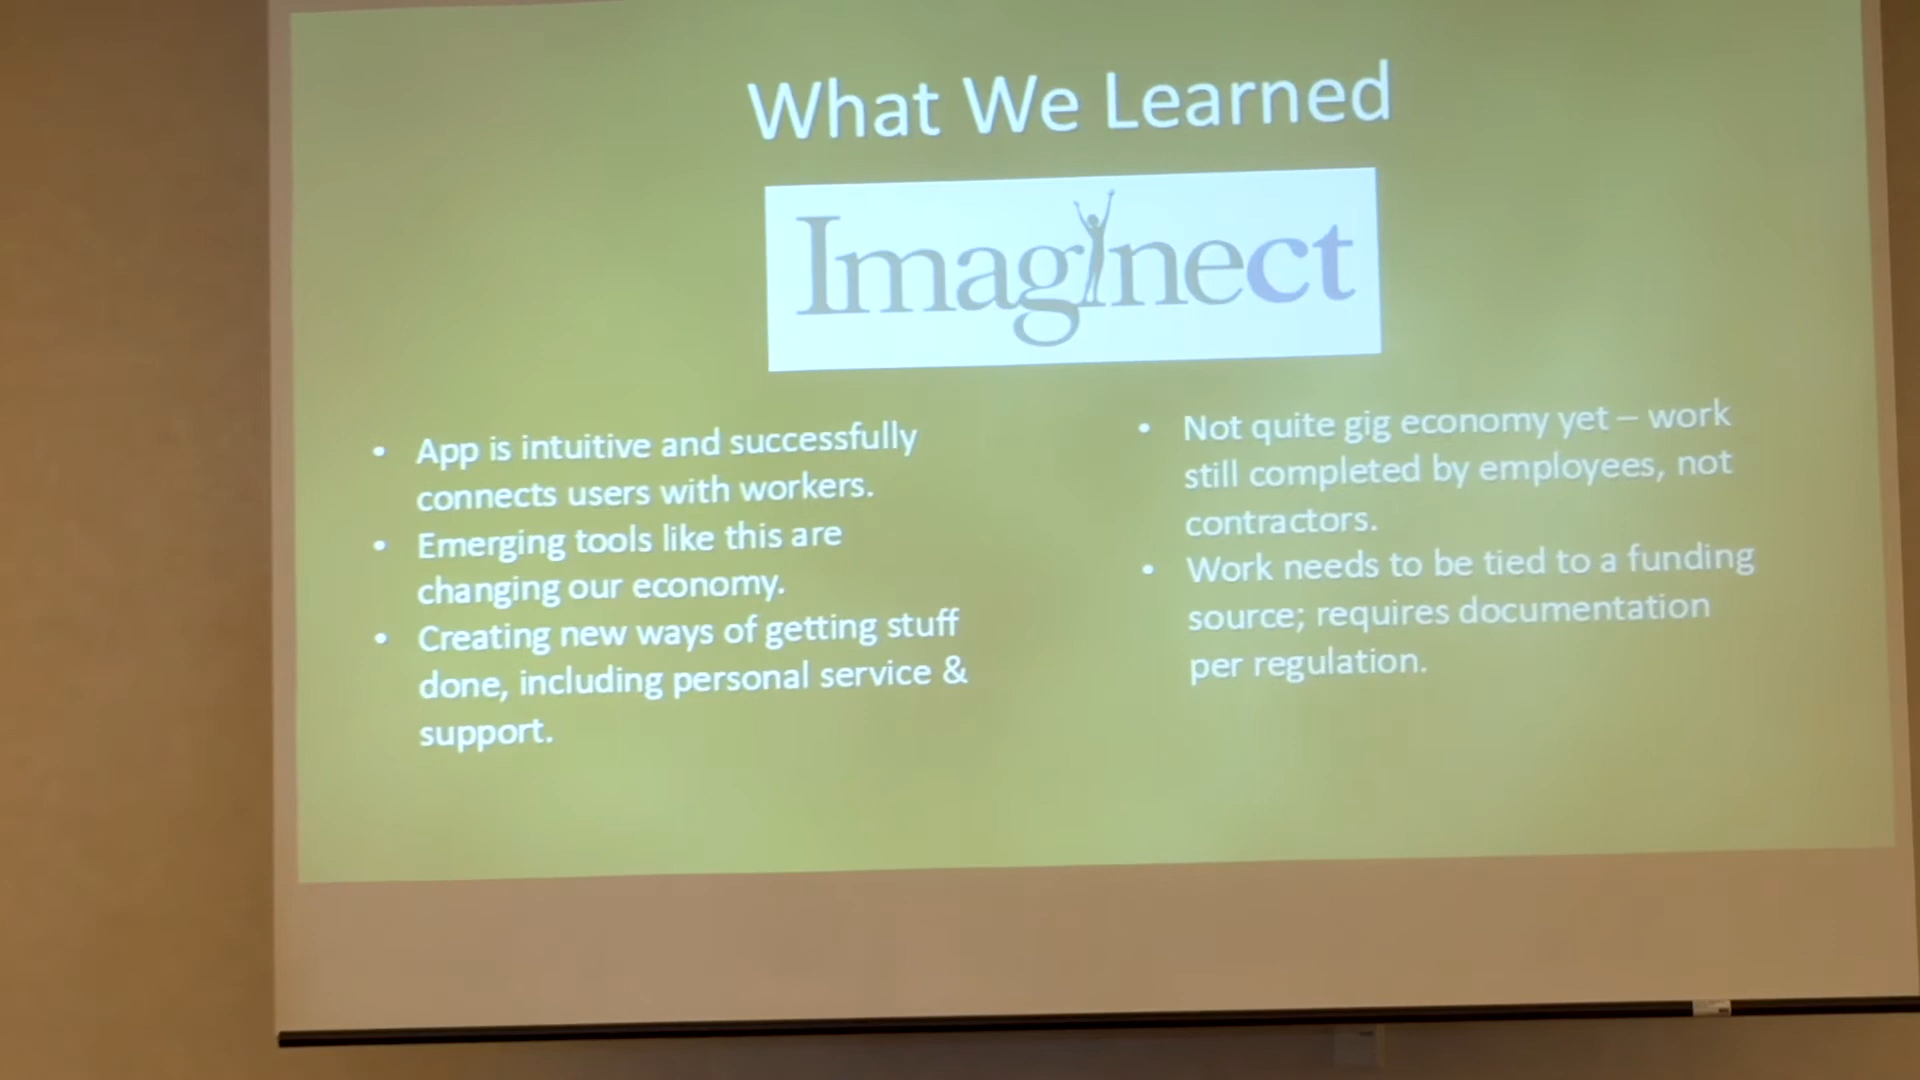 What We Learned
Imaginect
• App is intuitive and successfully
connects users with workers.
• Emerging tools like this are
changing our economy.
• Creating new ways of getting stuff
done, including personal service &
support.
• Not quite gig economy yet – work
still completed by employees, not
contractors.
• Work needs to be tied to a funding
source; requires documentation
per regulation.